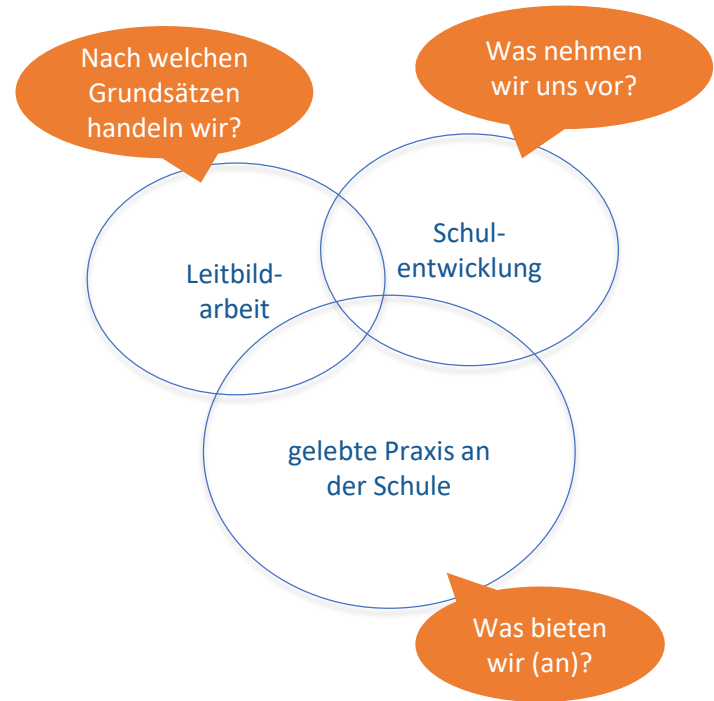 Nach welchen
Grundsätzen
handeln wir?
Was nehmen
wir uns vor?
Leitbild-
arbeit
Schul-
entwicklung
gelebte Praxis an
der Schule
Was bieten
wir (an)?